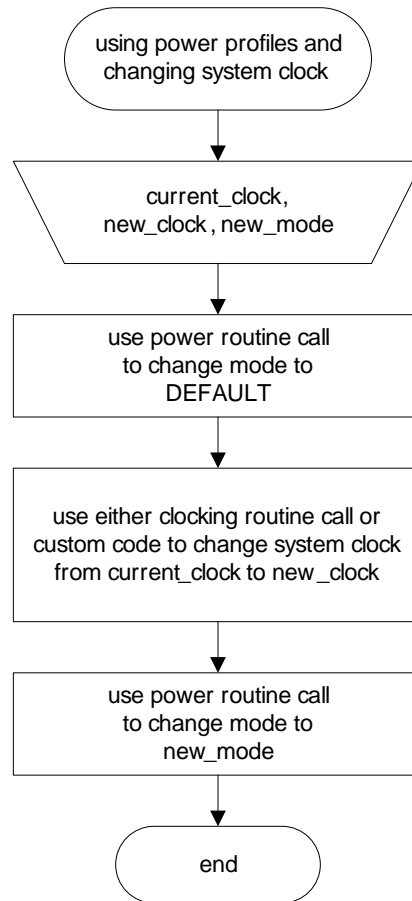 using power profiles and
changing system clock
current_clock,
new_clock, new_mode
use power routine call
to change mode to
DEFAULT
use either clocking routine call or
custom code to change system clock
from current_clock to new_clock
use power routine call
to change mode to
new_mode
end